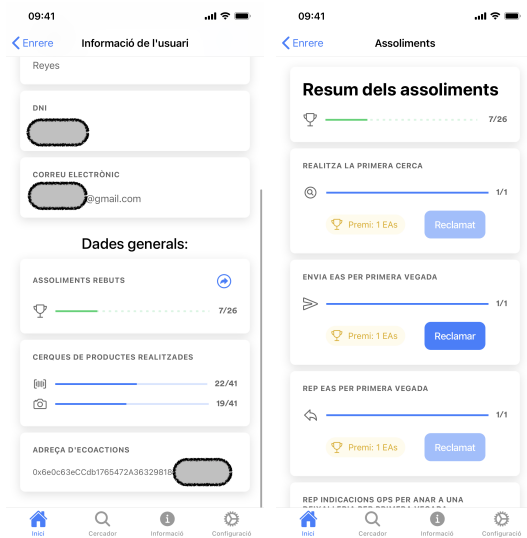 09:41
Enrere
Informació de l'usuari
Reyes
DNI
CORREU ELECTRÒNIC
@gmail.com
Dades generals:
ASSOLIMENTS REBUTS
7/26
CERQUES DE PRODUCTES REALITZADES
22/41
19/41
ADREÇA D'ECOACTIONS
0x6e0c63eCCdb1765472A36329818
Inici
Cercador
Informació
Configuració
09:41
Enrere
Assoliments
Resum dels assoliments
7/26
REALITZA LA PRIMERA CERCA
1/1
Premi: 1 EAs
Reclamat
ENVIA EAS PER PRIMERA VEGADA
1/1
Premi: 1 EAs
Reclamar
REP EAS PER PRIMERA VEGADA
1/1
Premi: 1 EAs
Reclamat
REP INDICACIONS GPS PER ANAR A UNA
DEIXALLERIA PER PRIMERA VEGADA
Inici
Cercador
Informació
Configuració